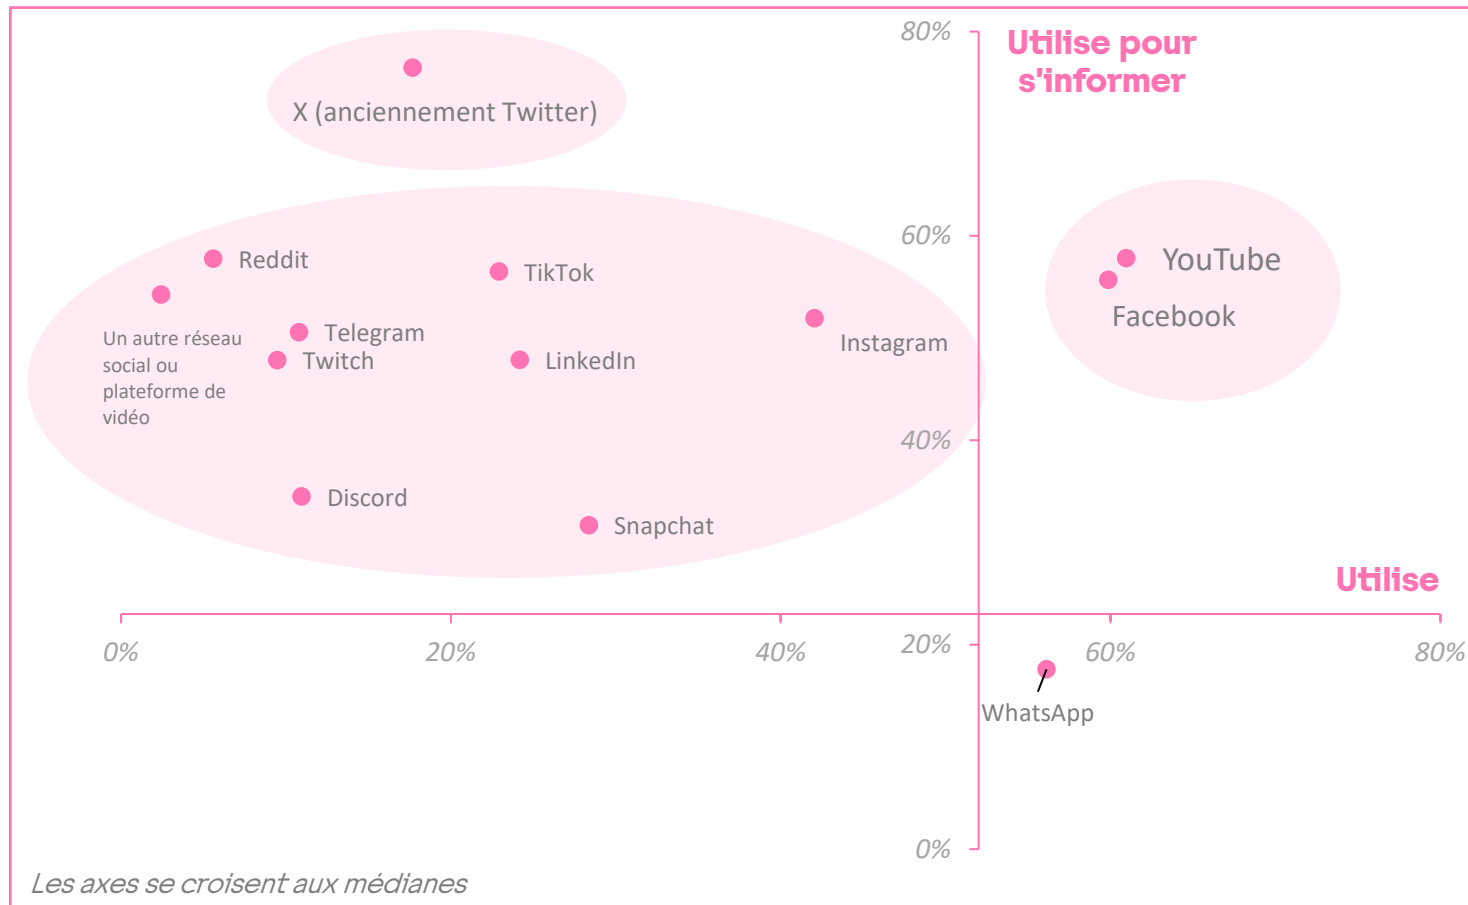 80%
Utilise pour
s'informer
X (anciennement Twitter)
60%
Reddit
TikTok
YouTube
Facebook
Un autre réseau
social ou
plateforme de
vidéo
Telegram
Twitch
LinkedIn
Instagram
40%
Discord
Snapchat
Utilise
0%
20%
40%
20%
60%
80%
WhatsApp
0%
Les axes se croisent aux médianes